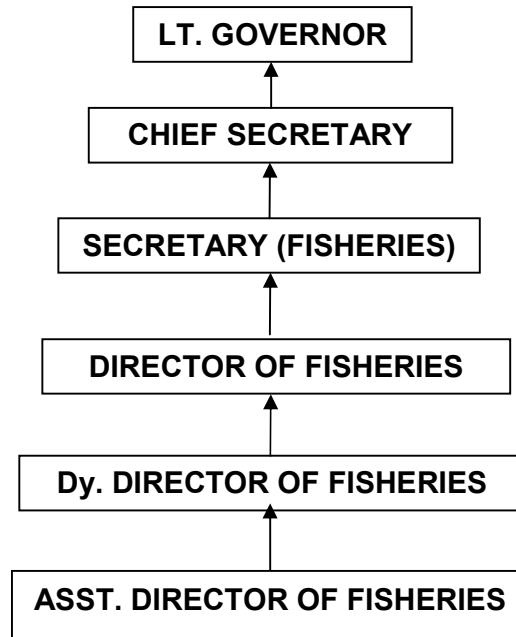 LT. GOVERNOR
CHIEF SECRETARY
SECRETARY (FISHERIES)
DIRECTOR OF FISHERIES
Dy. DIRECTOR OF FISHERIES
ASST. DIRECTOR OF FISHERIES